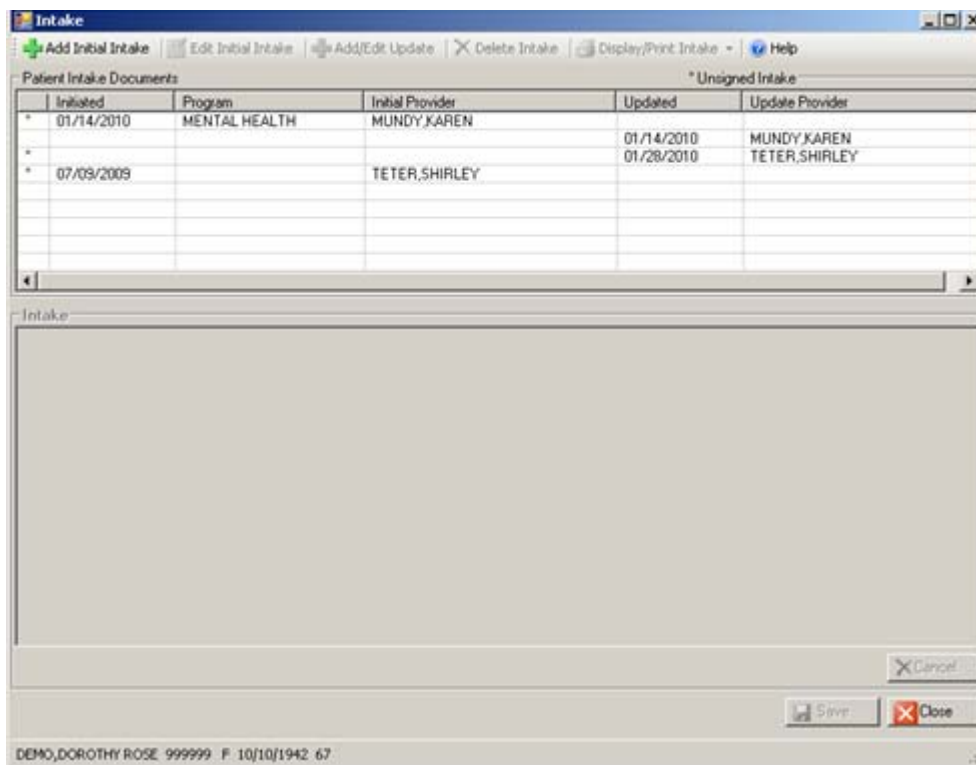 Intake
Add Initial Intake Edit Initial Intake Add/Edit Update Delete Intake Display/Print Intake Help
Patient Intake Documents * Unsigned Intake
Initiated Program Initial Provider Updated Update Provider
* 01/14/2010 MENTAL HEALTH MUNDY,KAREN
01/14/2010 MUNDY,KAREN
* 01/28/2010 TETER,SHIRLEY
* 07/09/2009 TETER,SHIRLEY
Intake
Cancel
Save Close
DEMO,DOROTHY ROSE 999999 F 10/10/1942 67